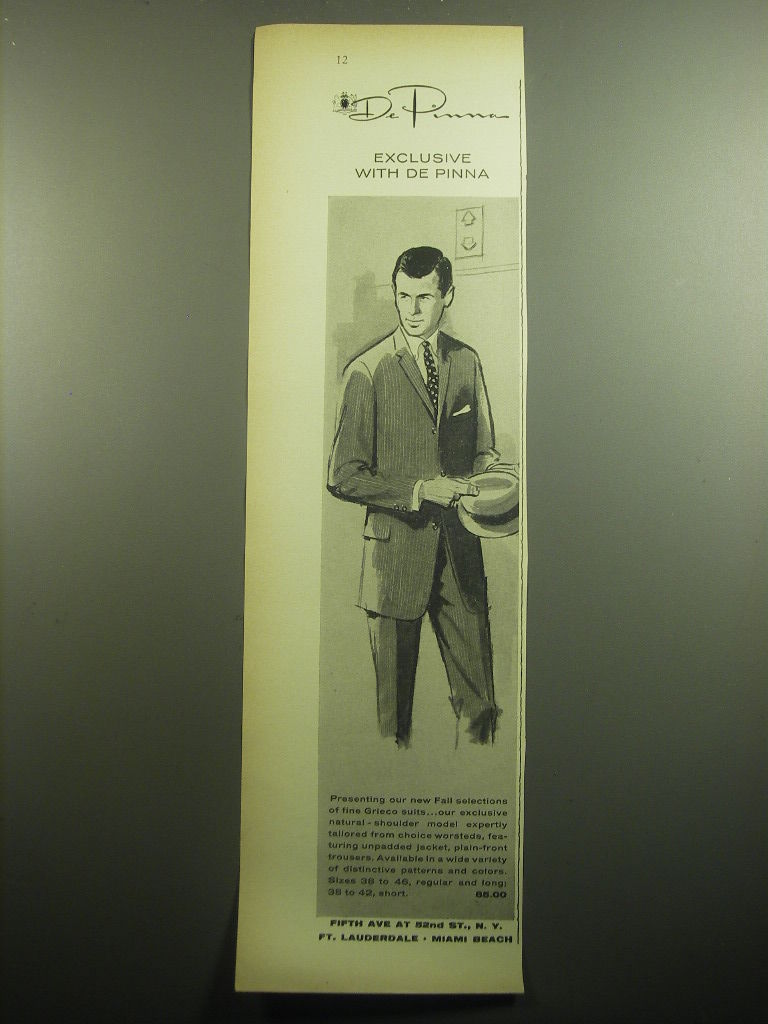 12
De Pinna
EXCLUSIVE
WITH DE PINNA
Presenting our new Fall selections
of fine Grieco suits...our exclusive
natural-shoulder model expertly
tailored from choice worsteds, fea-
turing unpadded jacket, plain-front
trousers. Available in a wide variety
of distinctive patterns and colors.
Sizes 38 to 46, regular and long;
38 to 42, short. 85.00
FIFTH AVE AT 52nd ST., N. Y.
FT. LAUDERDALE • MIAMI BEACH